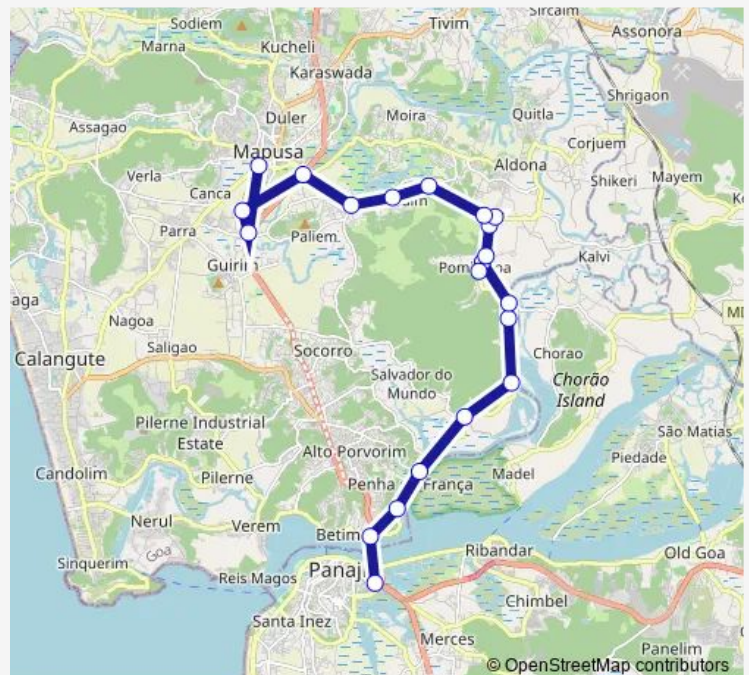 Sircaim
Sodiem
Tivim
Assonora
Marna
Kucheli
Karaswada
Shrigaon
Assagao
Duler
Moira
Quitla
Mapusa
Corjuem
Verla
Canca
Aldona
Shikeri
Mayem
Parra
Paliem
Guirim
Kalvi
Nagoa
Calangute
Saligao
Socorro
Chorao
Salvador do
Mundo
Chorão
Island
Pilerne Industrial
Estate
Alto Porvorim
São Matias
Candolim
Pilerne
Penha
França
Madel
Piedade
Nerul
Verem
Betim
Goa
Ribandar
Old Goa
Sinquerim
Reis Magos
Panaj
Chimbel
Santa Inez
Merces
Panelim
© OpenStreetMap contributors